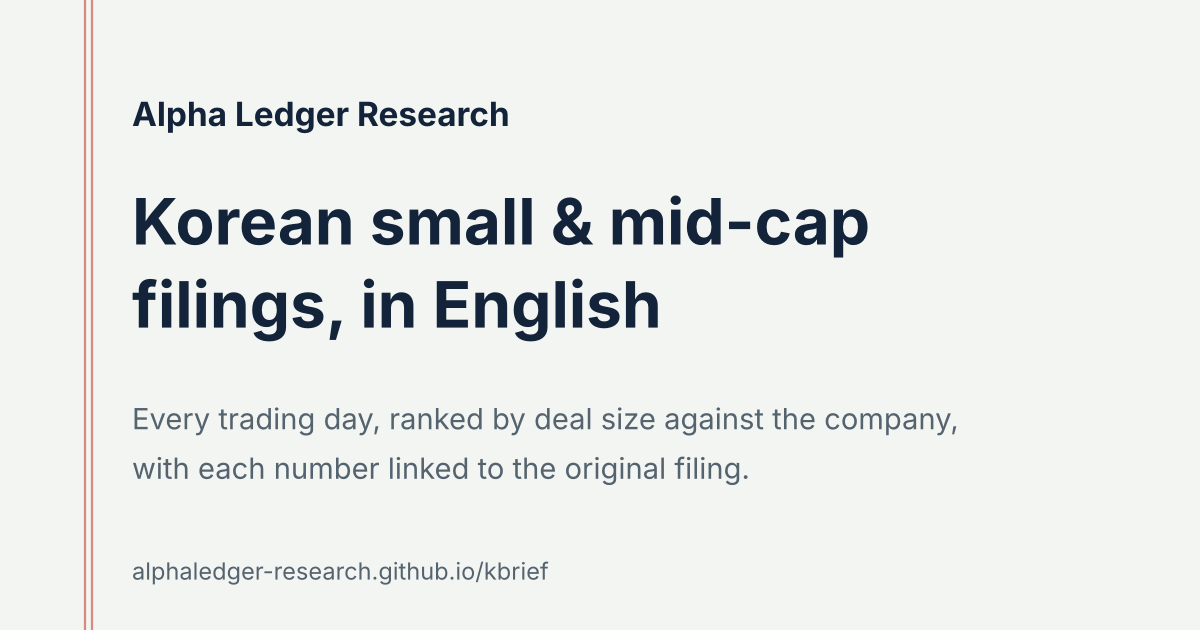 Alpha Ledger Research
Korean small & mid-cap
filings, in English
Every trading day, ranked by deal size against the company,
with each number linked to the original filing.
alphaledger-research.github.io/kbrief